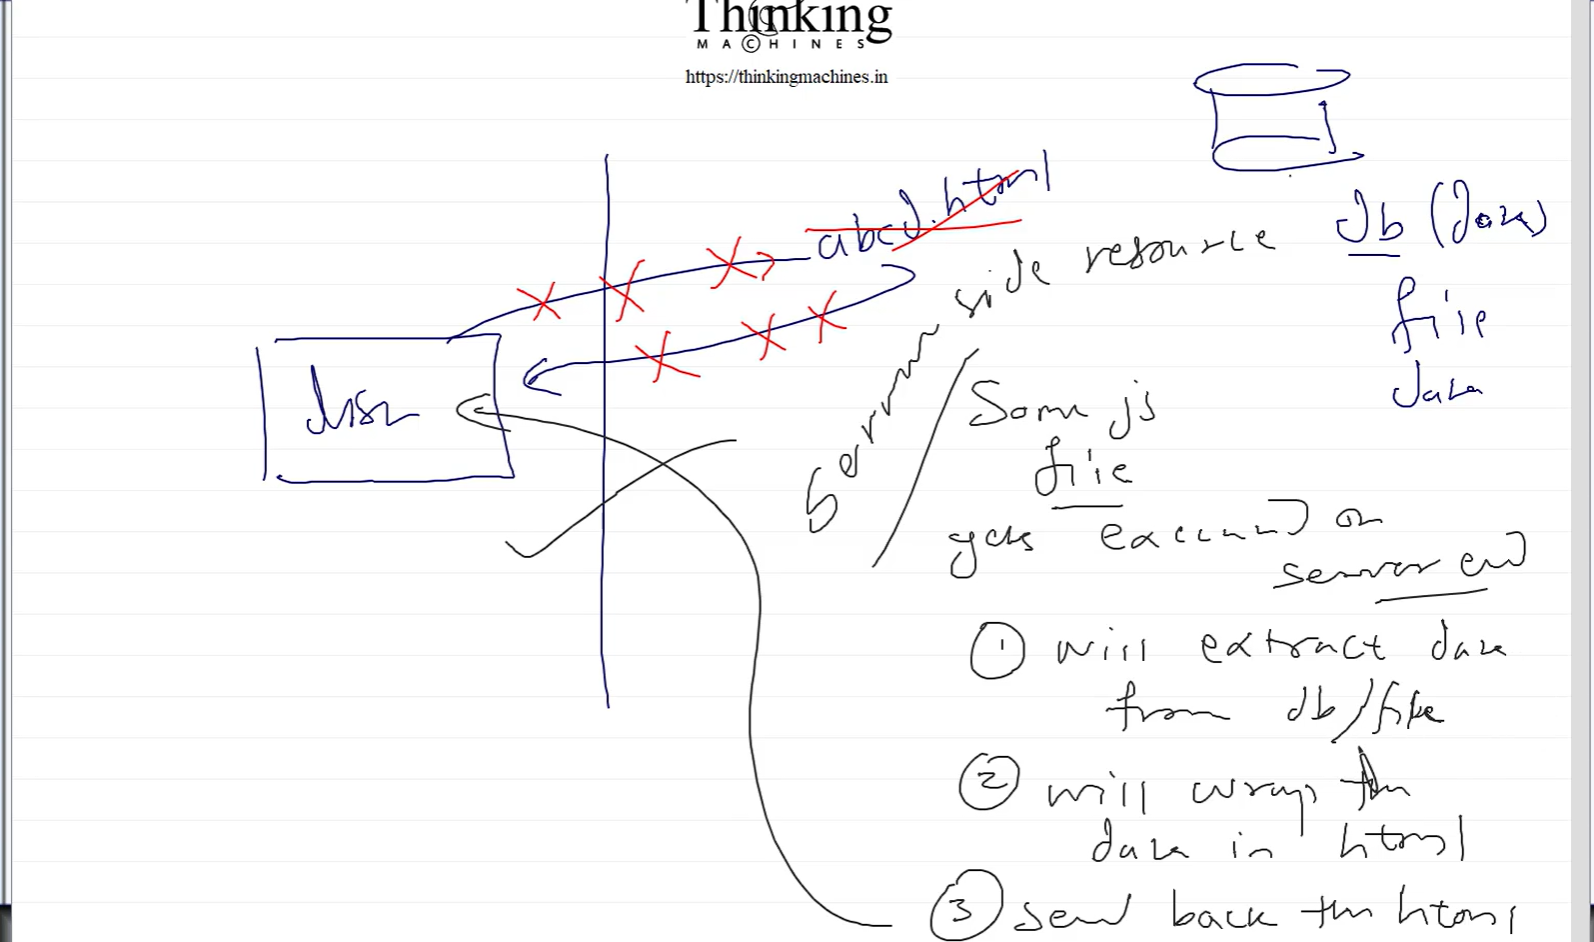 Thinking
MACHINES
https://thinkingmachines.in
abcd.html
Server side resource
db (data)
file
data
Some js
file
gets executed on
server end
① will extract data
from db/file
② will wrap the
data in html
③ send back the html